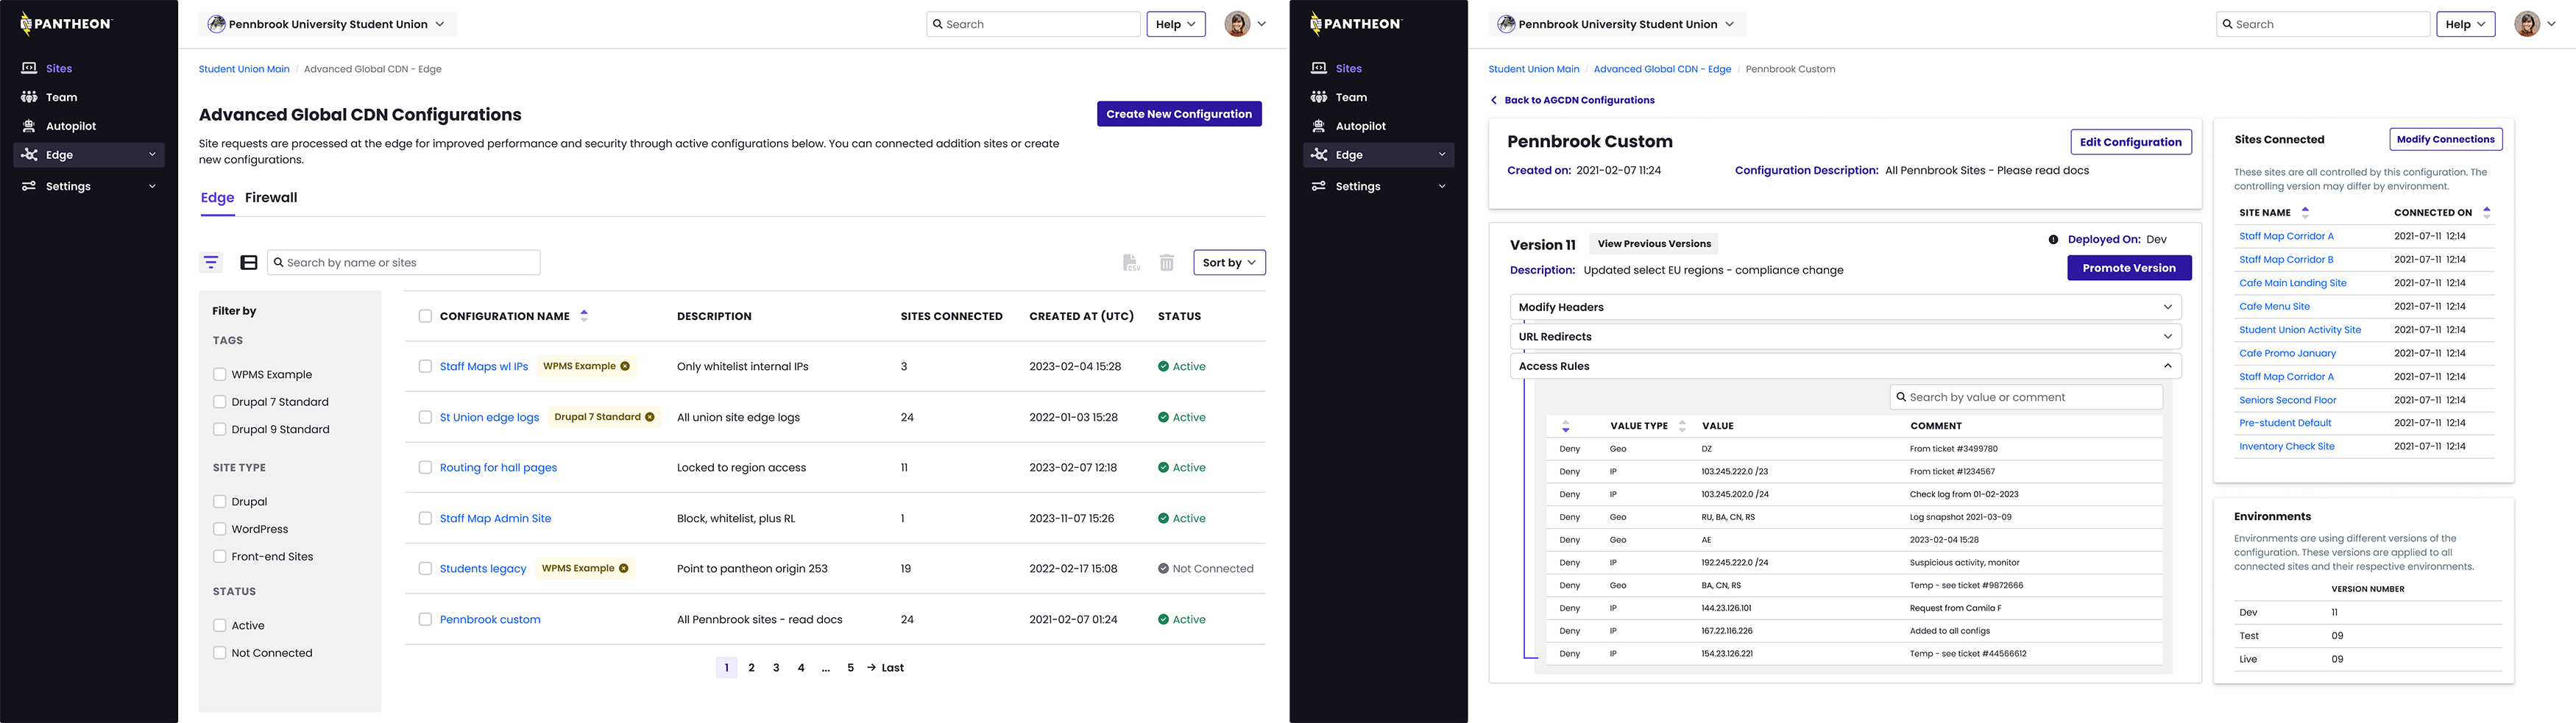 PANTHEON
Sites
Team
Autopilot
Edge
Settings
Pennbrook University Student Union
Search
Help
Student Union Main / Advanced Global CDN - Edge
Advanced Global CDN Configurations
Create New Configuration
Site requests are processed at the edge for improved performance and security through active configurations below. You can connected addition sites or create
new configurations.
Edge Firewall
Search by name or sites
CSV
Sort by
Filter by
TAGS
WPMS Example
Drupal 7 Standard
Drupal 9 Standard
SITE TYPE
Drupal
WordPress
Front-end Sites
STATUS
Active
Not Connected
CONFIGURATION NAME DESCRIPTION SITES CONNECTED CREATED AT (UTC) STATUS
Staff Maps wl IPs WPMS Example Only whitelist internal IPs 3 2023-02-04 15:28 Active
St Union edge logs Drupal 7 Standard All union site edge logs 24 2022-01-03 15:28 Active
Routing for hall pages Locked to region access 11 2023-02-07 12:18 Active
Staff Map Admin Site Block, whitelist, plus RL 1 2023-11-07 15:26 Active
Students legacy WPMS Example Point to pantheon origin 253 19 2022-02-17 15:08 Not Connected
Pennbrook custom All Pennbrook sites - read docs 24 2021-02-07 01:24 Active
1 2 3 4 ... 5 → Last
PANTHEON
Sites
Team
Autopilot
Edge
Settings
Pennbrook University Student Union
Search
Help
Student Union Main / Advanced Global CDN - Edge / Pennbrook Custom
Back to AGCDN Configurations
Pennbrook Custom
Edit Configuration
Created on: 2021-02-07 11:24 Configuration Description: All Pennbrook Sites - Please read docs
Version 11 View Previous Versions
Deployed On: Dev
Description: Updated select EU regions - compliance change
Promote Version
Modify Headers
URL Redirects
Access Rules
Search by value or comment
VALUE TYPE VALUE COMMENT
Deny Geo DZ From ticket #3499780
Deny IP 103.245.222.0 /23 From ticket #1234567
Deny IP 103.245.202.0 /24 Check log from 01-02-2023
Deny Geo RU, BA, CN, RS Log snapshot 2021-03-09
Deny Geo AE 2023-02-04 15:28
Deny IP 192.245.222.0 /24 Suspicious activity, monitor
Deny Geo BA, CN, RS Temp - see ticket #9872666
Deny IP 144.23.126.101 Request from Camila F
Deny IP 167.22.116.226 Added to all configs
Deny IP 154.23.126.221 Temp - see ticket #44566612
Sites Connected
Modify Connections
These sites are all controlled by this configuration. The
controlling version may differ by environment.
SITE NAME CONNECTED ON
Staff Map Corridor A 2021-07-11 12:14
Staff Map Corridor B 2021-07-11 12:14
Cafe Main Landing Site 2021-07-11 12:14
Cafe Menu Site 2021-07-11 12:14
Student Union Activity Site 2021-07-11 12:14
Cafe Promo January 2021-07-11 12:14
Staff Map Corridor A 2021-07-11 12:14
Seniors Second Floor 2021-07-11 12:14
Pre-student Default 2021-07-11 12:14
Inventory Check Site 2021-07-11 12:14
Environments
Environments are using different versions of the
configuration. These versions are applied to all
connected sites and their respective environments.
VERSION NUMBER
Dev 11
Test 09
Live 09